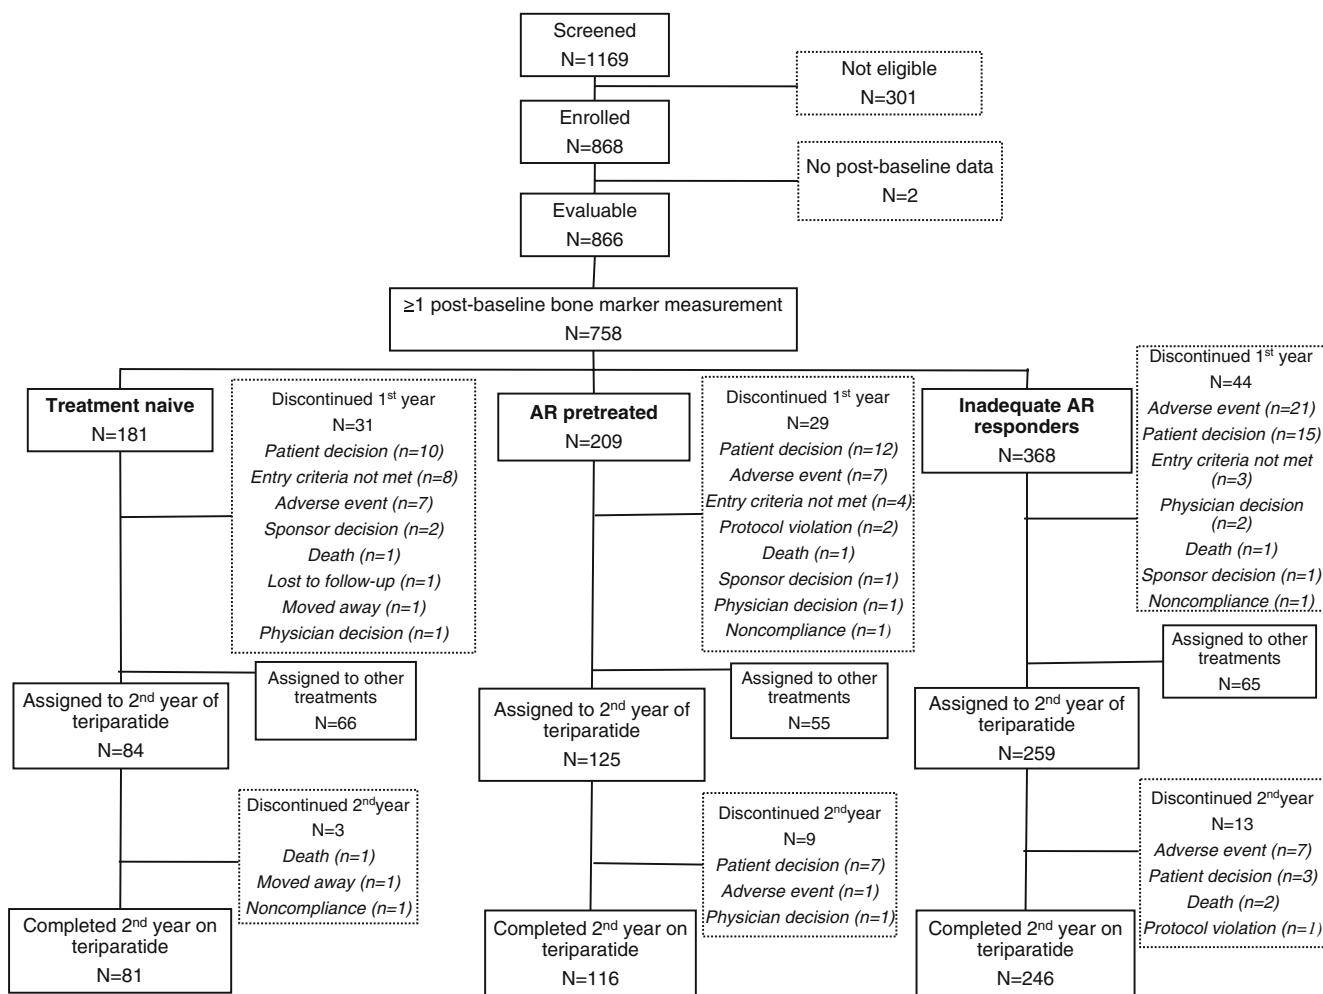 Screened
N=1169
Not eligible
N=301
Enrolled
N=868
No post-baseline data
N=2
Evaluable
N=866
≥1 post-baseline bone marker measurement
N=758
Treatment naive
N=181
Discontinued 1st year
N=31
Patient decision (n=10)
Entry criteria not met (n=8)
Adverse event (n=7)
Sponsor decision (n=2)
Death (n=1)
Lost to follow-up (n=1)
Moved away (n=1)
Physician decision (n=1)
AR pretreated
N=209
Discontinued 1st year
N=29
Patient decision (n=12)
Adverse event (n=7)
Entry criteria not met (n=4)
Protocol violation (n=2)
Death (n=1)
Sponsor decision (n=1)
Physician decision (n=1)
Noncompliance (n=1)
Inadequate AR
responders
N=368
Discontinued 1st year
N=44
Adverse event (n=21)
Patient decision (n=15)
Entry criteria not met
(n=3)
Physician decision
(n=2)
Death (n=1)
Sponsor decision (n=1)
Noncompliance (n=1)
Assigned to other
treatments
N=66
Assigned to other
treatments
N=55
Assigned to other
treatments
N=65
Assigned to 2nd year of
teriparatide
N=84
Assigned to 2nd year of
teriparatide
N=125
Assigned to 2nd year of
teriparatide
N=259
Discontinued 2ndyear
N=3
Death (n=1)
Moved away (n=1)
Noncompliance (n=1)
Discontinued 2ndyear
N=9
Patient decision (n=7)
Adverse event (n=1)
Physician decision (n=1)
Discontinued 2ndyear
N=13
Adverse event (n=7)
Patient decision (n=3)
Death (n=2)
Protocol violation (n=1)
Completed 2nd year on
teriparatide
N=81
Completed 2nd year on
teriparatide
N=116
Completed 2nd year on
teriparatide
N=246